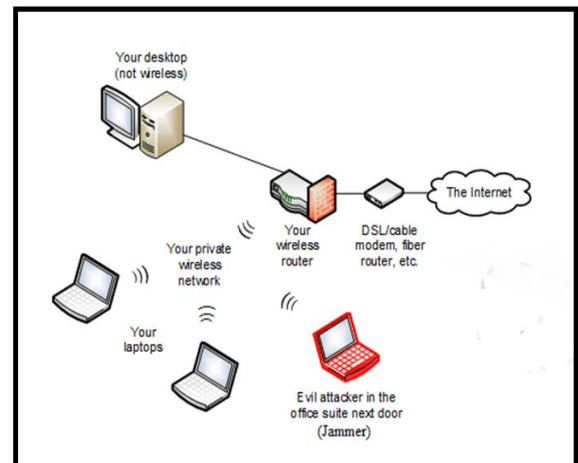 Your desktop
(not wireless)
The Internet
Your
wireless
router
DSL/cable
modem, fiber
router, etc.
Your private
wireless
network
Your
laptops
Evil attacker in the
office suite next door
(Jammer)